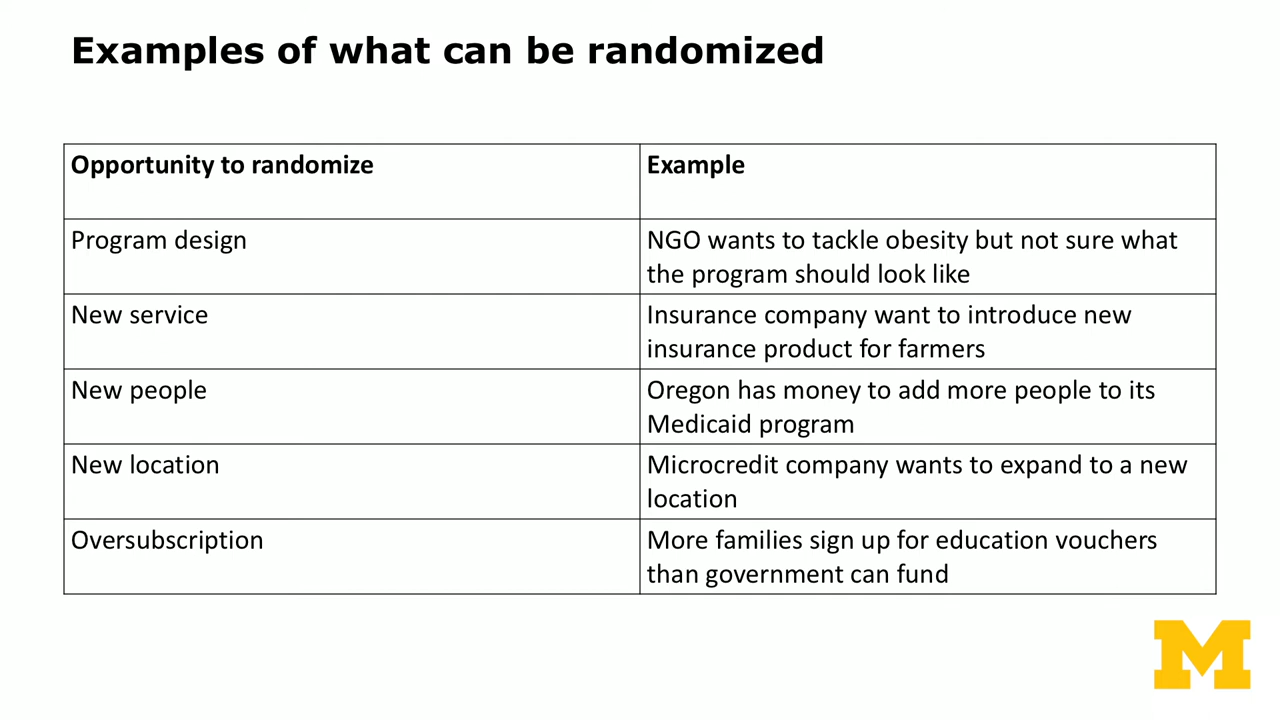 Examples of what can be randomized
Opportunity to randomize
Example
Program design
NGO wants to tackle obesity but not sure what
the program should look like
New service
Insurance company want to introduce new
insurance product for farmers
New people
Oregon has money to add more people to its
Medicaid program
New location
Microcredit company wants to expand to a new
location
Oversubscription
More families sign up for education vouchers
than government can fund
M